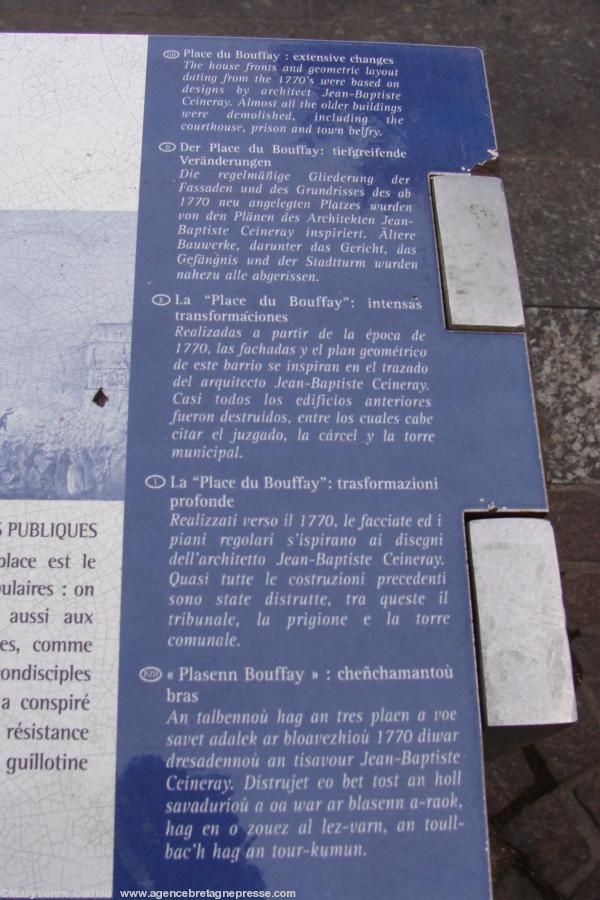 GB Place du Bouffay : extensive changes
The house fronts and geometric layout
dating from the 1770's were based on
designs by architect Jean-Baptiste
Ceineray. Almost all the older buildings
were demolished, including the
courthouse, prison and town belfry.
D Der Place du Bouffay: tiefgreifende
Veränderungen
Die regelmäßige Gliederung der
Fassaden und des Grundrisses des ab
1770 neu angelegten Platzes wurden
von den Plänen des Architekten Jean-
Baptiste Ceineray inspiriert. Ältere
Bauwerke, darunter das Gericht, das
Gefängnis und der Stadtturm wurden
nahezu alle abgerissen.
E La "Place du Bouffay": intensas
transformaciones
Realizadas a partir de la época de
1770, las fachadas y el plan geométrico
de este barrio se inspiran en el trazado
del arquitecto Jean-Baptiste Ceineray.
Casi todos los edificios anteriores
fueron destruidos, entre los cuales cabe
citar el juzgado, la cárcel y la torre
municipal.
I La "Place du Bouffay": trasformazioni
profonde
Realizzati verso il 1770, le facciate ed i
piani regolari s'ispirano ai disegni
dell'architetto Jean-Baptiste Ceineray.
Quasi tutte le costruzioni precedenti
sono state distrutte, tra queste il
tribunale, la prigione e la torre
comunale.
BZH « Plasenn Bouffay » : cheñchamantoù
bras
An talbennoù hag an tres plaen a voe
savet adalek ar bloavezhioù 1770 diwar
dresadennoù an tisavour Jean-Baptiste
Ceineray. Distrujet eo bet tost an holl
savadurioù a oa war ar blasenn a-raok,
hag en o zouez al lez-varn, an toull-
bac'h hag an tour-kumun.
S PUBLIQUES
place est le
ulaires : on
aussi aux
es, comme
ondisciples
a conspiré
résistance
guillotine
©Maryvonne Cadiou www.agencebretagnepresse.com